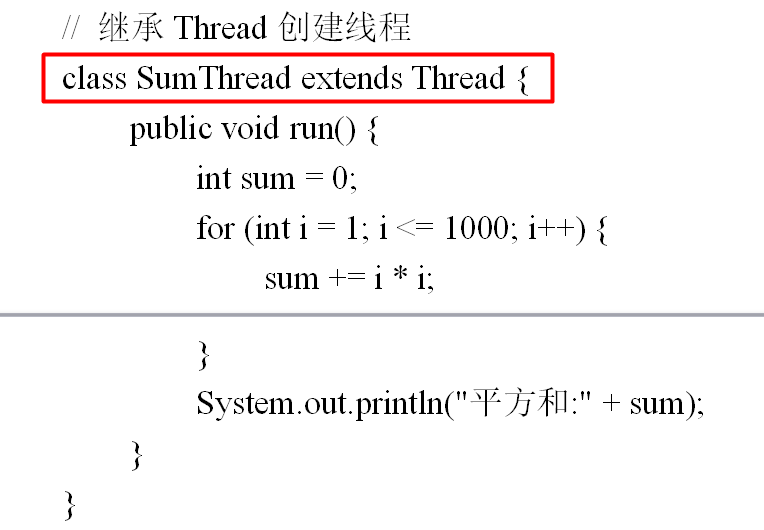 // 继承 Thread 创建线程
class SumThread extends Thread {
public void run() {
int sum = 0;
for (int i = 1; i <= 1000; i++) {
sum += i * i;
}
System.out.println("平方和:" + sum);
}
}